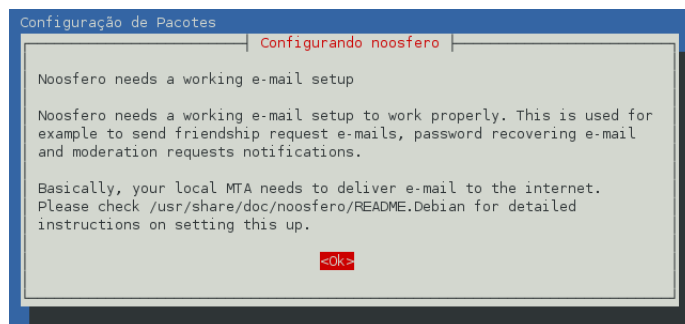 Configuração de Pacotes
Configurando noosfero
Noosfero needs a working e-mail setup
Noosfero needs a working e-mail setup to work properly. This is used for
example to send friendship request e-mails, password recovering e-mail
and moderation requests notifications.
Basically, your local MTA needs to deliver e-mail to the internet.
Please check /usr/share/doc/noosfero/README.Debian for detailed
instructions on setting this up.
<Ok>